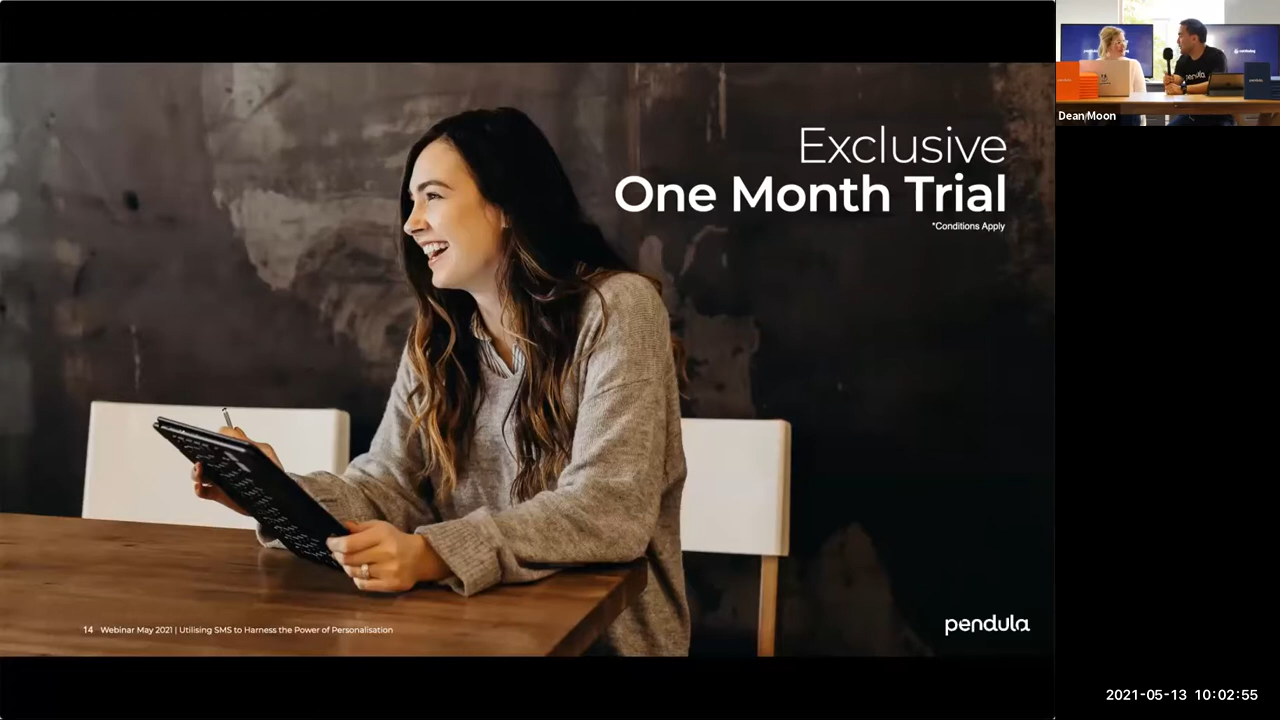 Exclusive
One Month Trial
*Conditions Apply
14 Webinar May 2021 | Utilising SMS to Harness the Power of Personalisation
pendula
pendula
Dean Moon
2021-05-13 10:02:55